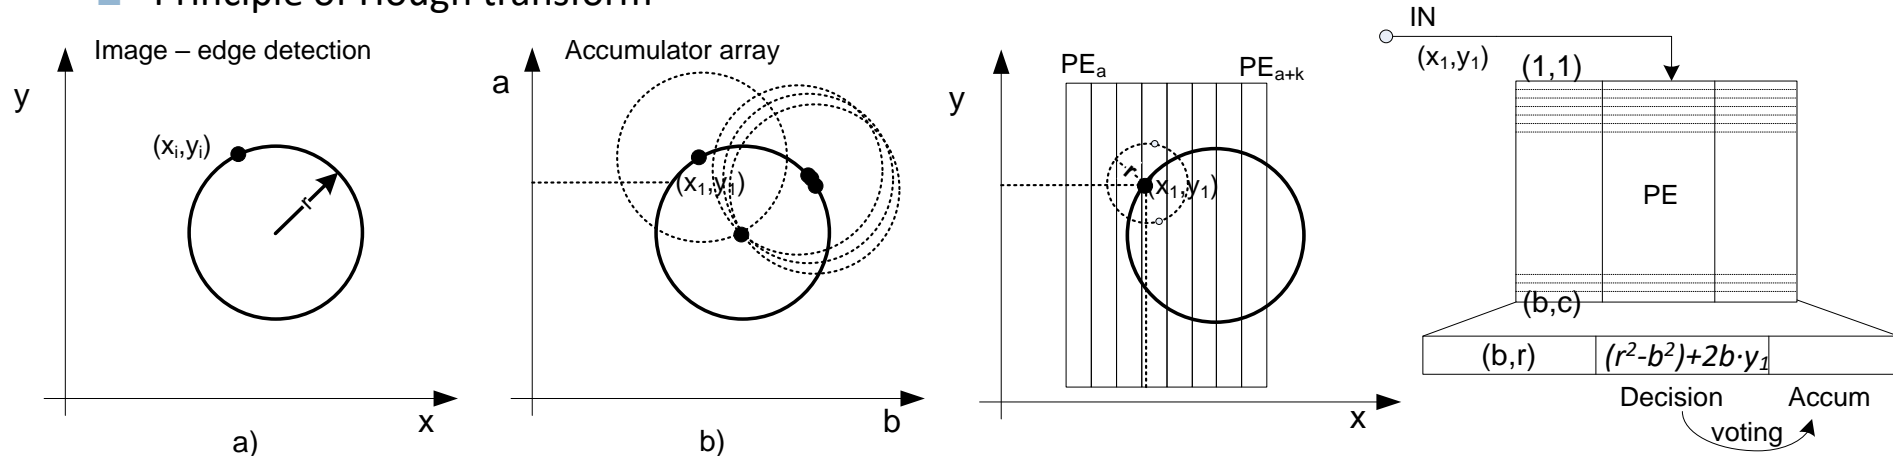 Principle of Hough transform
Image – edge detection
y
(xᵢ,yᵢ)
r
x
a)
Accumulator array
a
(x₁,y₁)
b
b)
PEₐ
PEₐ₊ₖ
y
r
(x₁,y₁)
x
IN
(x₁,y₁)
(1,1)
PE
(b,c)
(b,r)
(r²-b²)+2b·y₁
Decision
Accum
voting